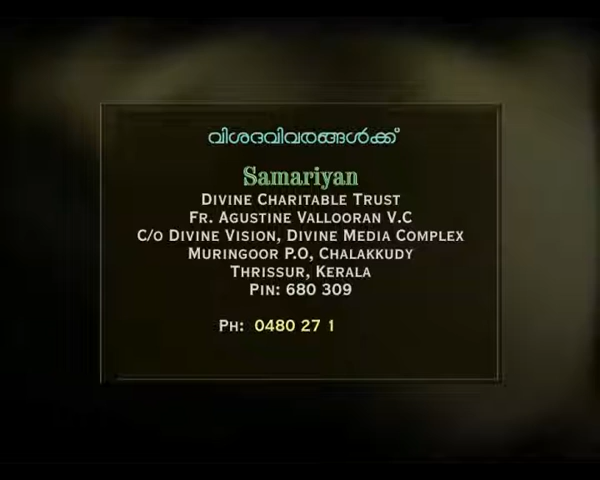 വിശദവിവരങ്ങൾക്ക്
Samariyan
DIVINE CHARITABLE TRUST
FR. AGUSTINE VALLOORAN V.C
C/O DIVINE VISION, DIVINE MEDIA COMPLEX
MURINGOOR P.O, CHALAKKUDY
THRISSUR, KERALA
PIN: 680 309
PH: 0480 27 1